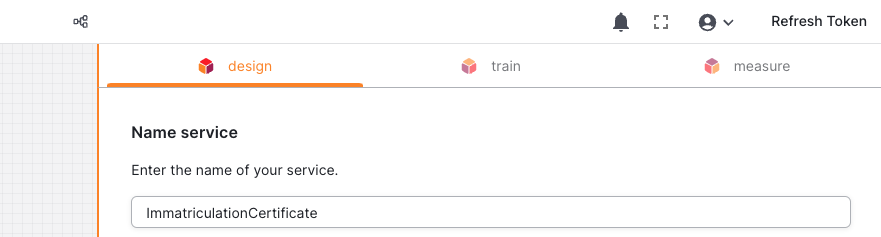 Refresh Token
design train measure
Name service
Enter the name of your service.
ImmatriculationCertificate